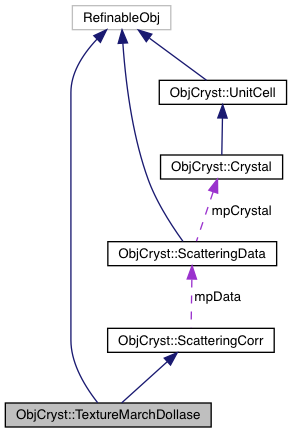 RefinableObj
ObjCryst::UnitCell
ObjCryst::Crystal
mpCrystal
ObjCryst::ScatteringData
mpData
ObjCryst::ScatteringCorr
ObjCryst::TextureMarchDollase